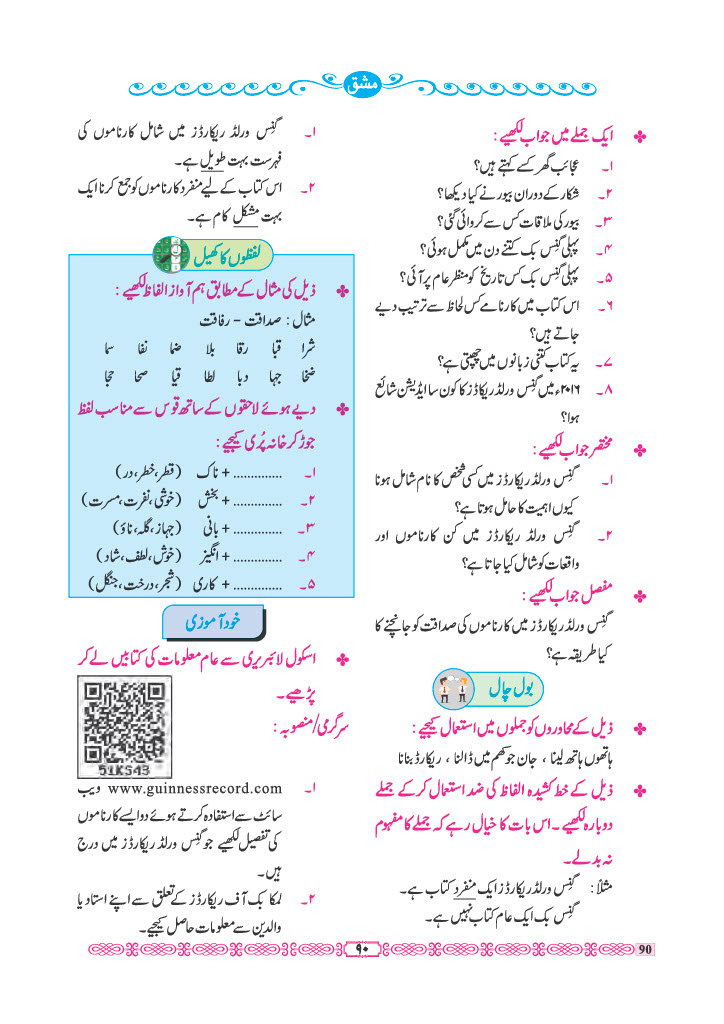 مشق
ایک جملے میں جواب لکھیے :
۱۔ عجائب گھر کسے کہتے ہیں؟
۲۔ شکار کے دوران بیور نے کیا دیکھا؟
۳۔ بیور کی ملاقات کس سے کروائی گئی؟
۴۔ پہلی گنِس بک کتنے دن میں مکمل ہوئی؟
۵۔ پہلی گنِس بک کس تاریخ کو منظرِ عام پر آئی؟
۶۔ اس کتاب میں کارنامے کس لحاظ سے ترتیب دیے
جاتے ہیں؟
۷۔ یہ کتاب کتنی زبانوں میں چھپتی ہے؟
۸۔ ۲۰۱۶ء میں گنِس ورلڈ ریکارڈز کا کون سا ایڈیشن شائع
ہوا؟
مختصر جواب لکھیے :
۱۔ گنِس ورلڈ ریکارڈز میں کسی شخص کا نام شامل ہونا
کیوں اہمیت کا حامل ہوتا ہے؟
۲۔ گنِس ورلڈ ریکارڈز میں کن کارناموں اور
واقعات کو شامل کیا جاتا ہے؟
مفصل جواب لکھیے :
گنِس ورلڈ ریکارڈز میں کارناموں کی صداقت کو جانچنے کا
کیا طریقہ ہے؟
بول چال
ذیل کے محاوروں کو جملوں میں استعمال کیجیے :
ہاتھوں ہاتھ لینا ، جان جوکھم میں ڈالنا ، ریکارڈ بنانا
ذیل کے خط کشیدہ الفاظ کی ضد استعمال کر کے جملے
دوبارہ لکھیے ۔ اس بات کا خیال رہے کہ جملے کا مفہوم
نہ بدلے۔
مثلاً : گنِس ورلڈ ریکارڈز ایک منفرد کتاب ہے۔
گنِس بک ایک عام کتاب نہیں ہے۔
۱۔ گنِس ورلڈ ریکارڈز میں شامل کارناموں کی
فہرست بہت طویل ہے۔
۲۔ اس کتاب کے لیے منفرد کارناموں کو جمع کرنا ایک
بہت مشکل کام ہے۔
لفظوں کا کھیل
ذیل کی مثال کے مطابق ہم آواز الفاظ لکھیے :
مثال : صداقت – رفاقت
شرا قبا رقا بلا ضما نفا سما
ضخا جہا دبا لطا قیا صحا حجا
دیے ہوئے لاحقوں کے ساتھ قوس سے مناسب لفظ
جوڑ کر خانہ پُری کیجیے :
۱۔ .............. + ناک (قطر، خطر، در)
۲۔ .............. + بخش (خوشی، نفرت، مسرت)
۳۔ .............. + بانی (جہاز، گلہ، ناؤ)
۴۔ .............. + انگیز (خوش، لطف، شاد)
۵۔ .............. + کاری (شجر، درخت، جنگل)
خود آموزی
اسکول لائبریری سے عام معلومات کی کتابیں لے کر
پڑھیے۔
51KS43
سرگرمی/منصوبہ :
۱۔ www.guinnessrecord.com ویب
سائٹ سے استفادہ کرتے ہوئے دو ایسے کارناموں
کی تفصیل لکھیے جو گنِس ورلڈ ریکارڈز میں درج
ہیں۔
۲۔ لمکا بک آف ریکارڈز کے تعلق سے اپنے استاد یا
والدین سے معلومات حاصل کیجیے۔
۹۰
90